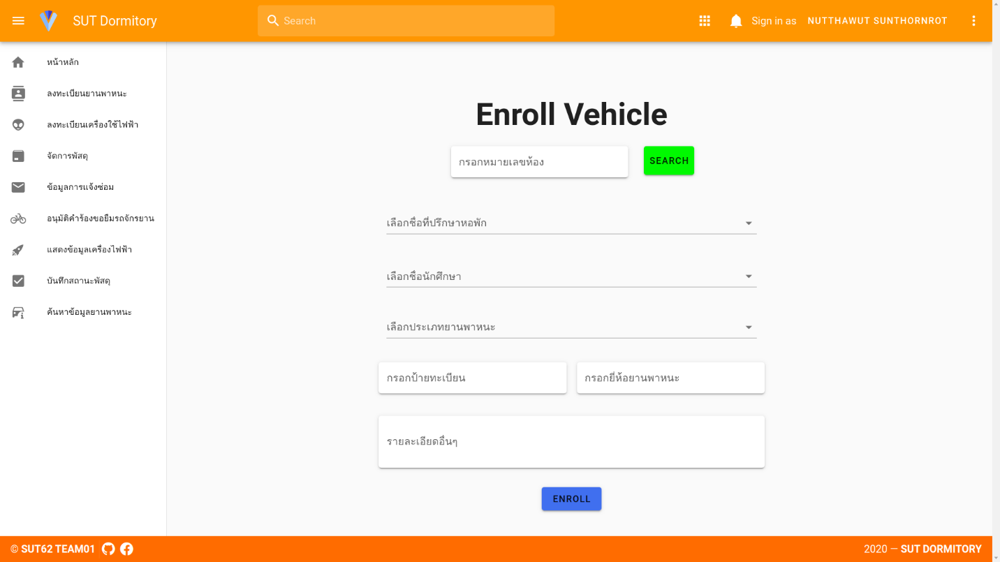 SUT Dormitory
Search
Sign in as NUTTHAWUT SUNTHORNROT
หน้าหลัก
ลงทะเบียนยานพาหนะ
ลงทะเบียนเครื่องใช้ไฟฟ้า
จัดการพัสดุ
ข้อมูลการแจ้งซ่อม
อนุมัติคำร้องขอยืมรถจักรยาน
แสดงข้อมูลเครื่องไฟฟ้า
บันทึกสถานะพัสดุ
ค้นหาข้อมูลยานพาหนะ
Enroll Vehicle
กรอกหมายเลขห้อง
SEARCH
เลือกชื่อที่ปรึกษาหอพัก
เลือกชื่อนักศึกษา
เลือกประเภทยานพาหนะ
กรอกป้ายทะเบียน
กรอกยี่ห้อยานพาหนะ
รายละเอียดอื่นๆ
ENROLL
© SUT62 TEAM01
2020 — SUT DORMITORY